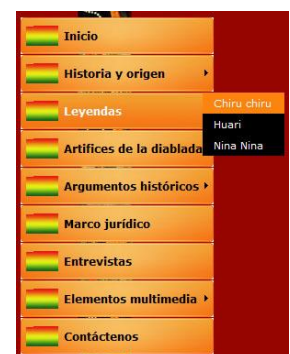 Inicio
Historia y origen
Leyendas
Chiru chiru
Huari
Nina Nina
Artifices de la diablada
Argumentos históricos
Marco jurídico
Entrevistas
Elementos multimedia
Contáctenos